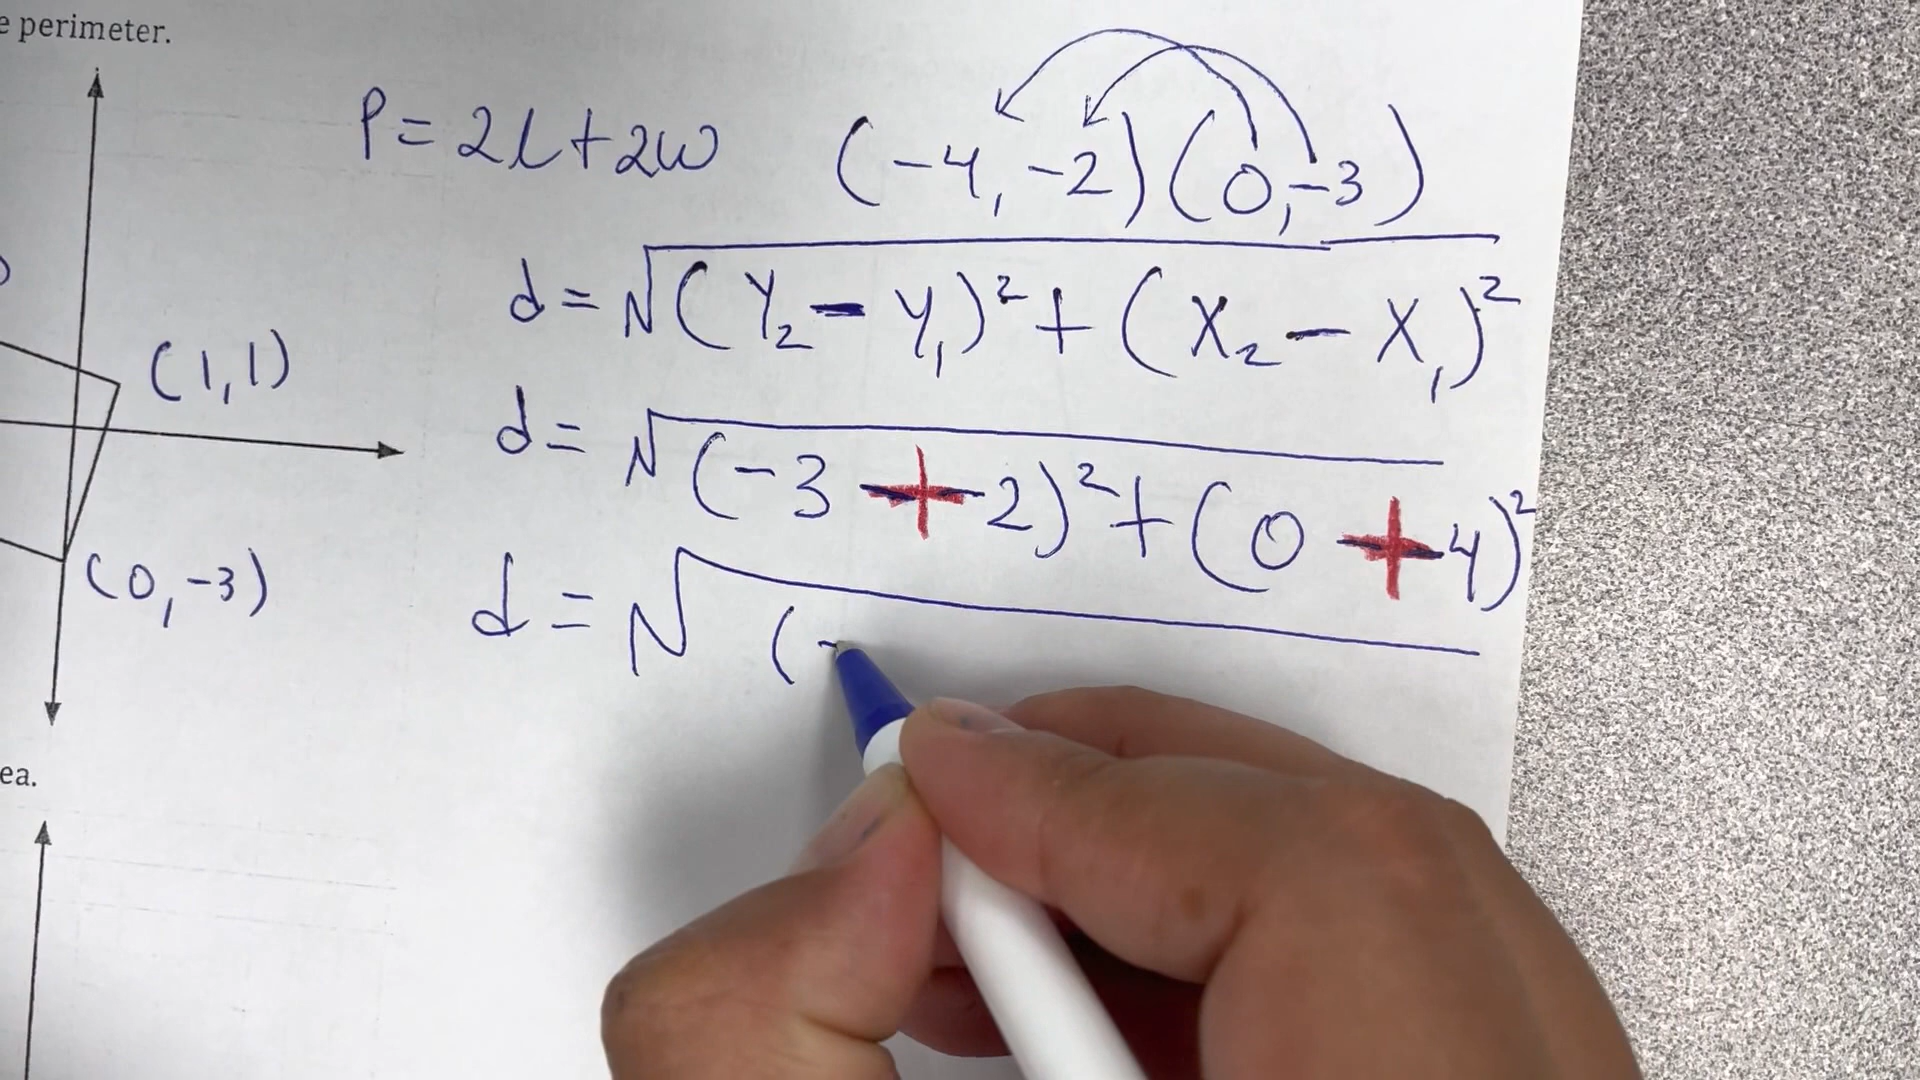 e perimeter.
P = 2l + 2w
(-4, -2) (0, -3)
d = √(Y₂ - Y₁)² + (X₂ - X₁)²
(1, 1)
d = √(-3 + 2)² + (0 + 4)²
(0, -3)
d = √ (-
ea.